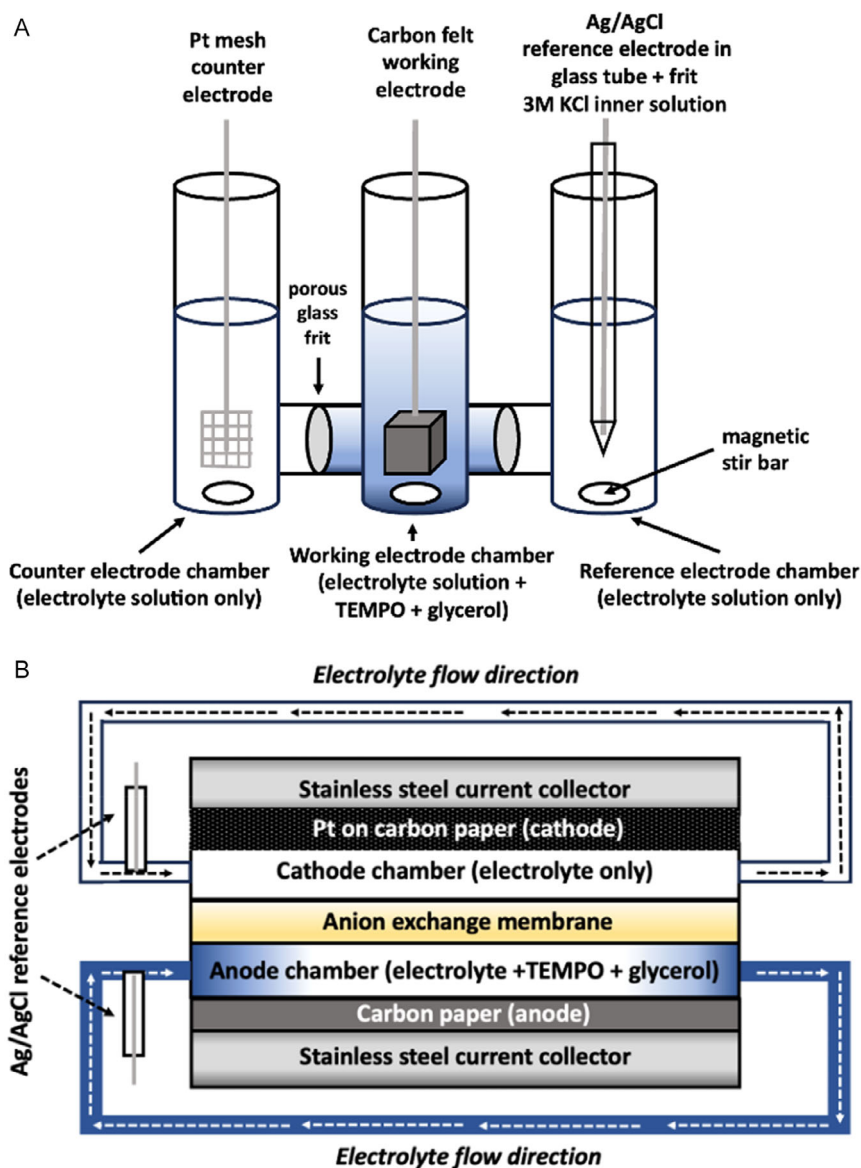 A
Pt mesh
counter
electrode
Carbon felt
working
electrode
Ag/AgCl
reference electrode in
glass tube + frit
3M KCl inner solution
porous
glass
frit
magnetic
stir bar
Counter electrode chamber
(electrolyte solution only)
Working electrode chamber
(electrolyte solution +
TEMPO + glycerol)
Reference electrode chamber
(electrolyte solution only)
B
Electrolyte flow direction
Ag/AgCl reference electrodes
Stainless steel current collector
Pt on carbon paper (cathode)
Cathode chamber (electrolyte only)
Anion exchange membrane
Anode chamber (electrolyte +TEMPO + glycerol)
Carbon paper (anode)
Stainless steel current collector
Electrolyte flow direction